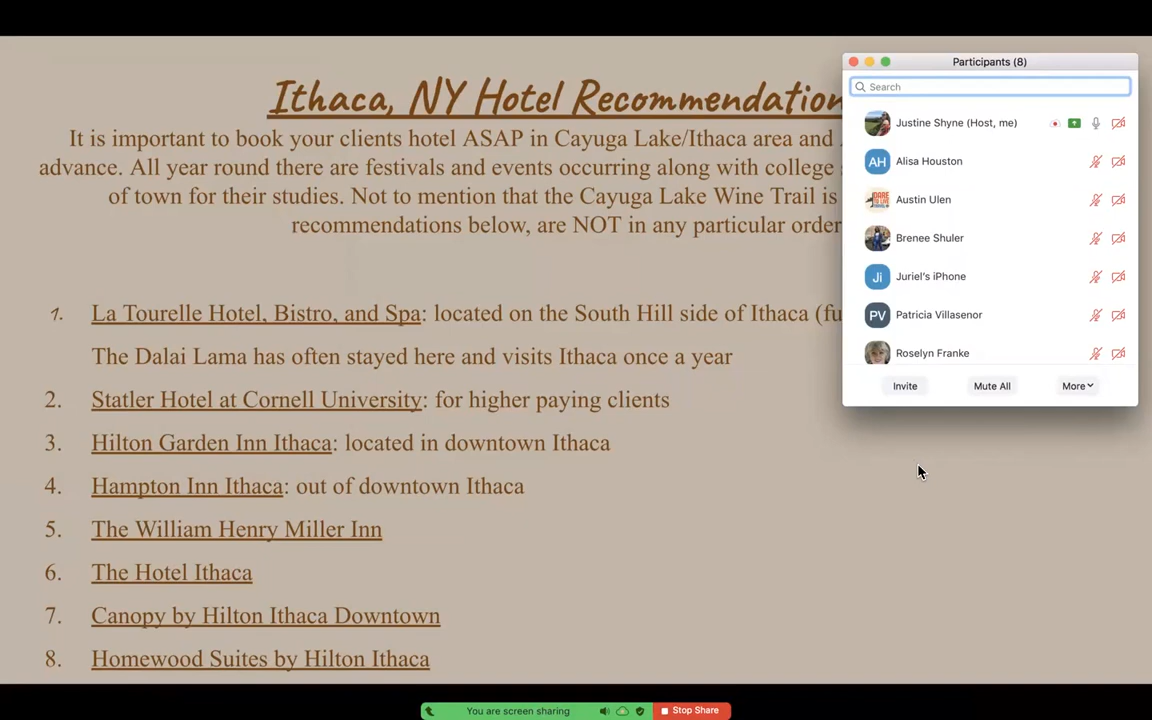 Ithaca, NY Hotel Recommendation
It is important to book your clients hotel ASAP in Cayuga Lake/Ithaca area and
advance. All year round there are festivals and events occurring along with college
of town for their studies. Not to mention that the Cayuga Lake Wine Trail is
recommendations below, are NOT in any particular order
1. La Tourelle Hotel, Bistro, and Spa: located on the South Hill side of Ithaca
The Dalai Lama has often stayed here and visits Ithaca once a year
2. Statler Hotel at Cornell University: for higher paying clients
3. Hilton Garden Inn Ithaca: located in downtown Ithaca
4. Hampton Inn Ithaca: out of downtown Ithaca
5. The William Henry Miller Inn
6. The Hotel Ithaca
7. Canopy by Hilton Ithaca Downtown
8. Homewood Suites by Hilton Ithaca
Participants (8)
Search
Justine Shyne (Host, me)
AH Alisa Houston
Austin Ulen
Brenee Shuler
Ji Juriel's iPhone
PV Patricia Villasenor
Roselyn Franke
Invite Mute All More
You are screen sharing Stop Share